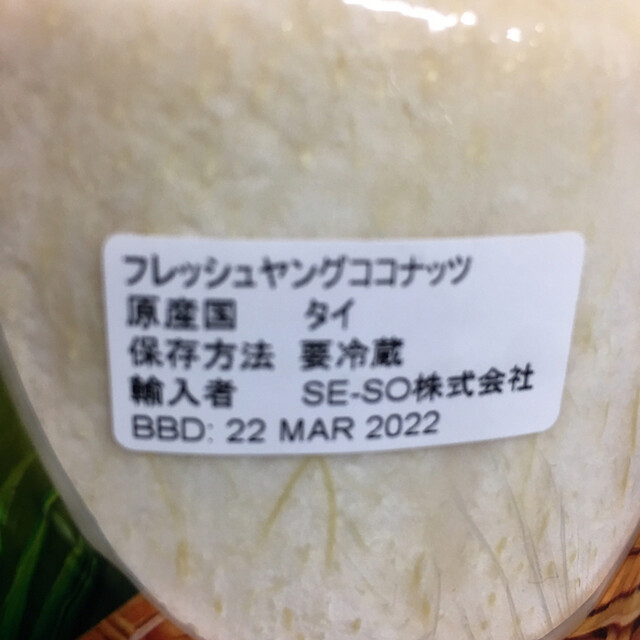 フレッシュヤングココナッツ
原産国 タイ
保存方法 要冷蔵
輸入者 SE-SO株式会社
BBD: 22 MAR 2022